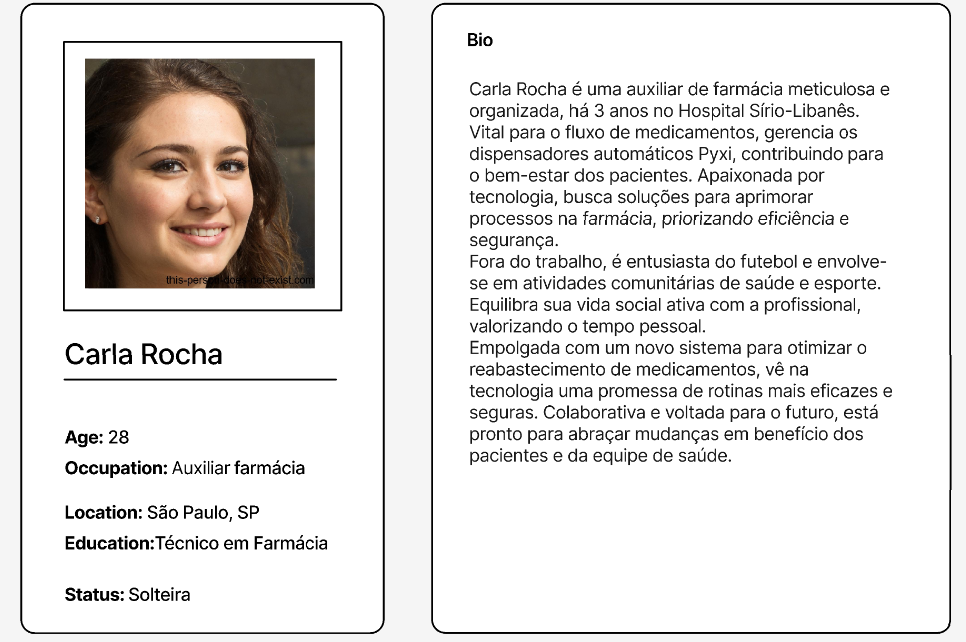 this-person-does-not-exist.com
Carla Rocha
Age: 28
Occupation: Auxiliar farmácia
Location: São Paulo, SP
Education:Técnico em Farmácia
Status: Solteira
Bio
Carla Rocha é uma auxiliar de farmácia meticulosa e
organizada, há 3 anos no Hospital Sírio-Libanês.
Vital para o fluxo de medicamentos, gerencia os
dispensadores automáticos Pyxi, contribuindo para
o bem-estar dos pacientes. Apaixonada por
tecnologia, busca soluções para aprimorar
processos na farmácia, priorizando eficiência e
segurança.
Fora do trabalho, é entusiasta do futebol e envolve-
se em atividades comunitárias de saúde e esporte.
Equilibra sua vida social ativa com a profissional,
valorizando o tempo pessoal.
Empolgada com um novo sistema para otimizar o
reabastecimento de medicamentos, vê na
tecnologia uma promessa de rotinas mais eficazes e
seguras. Colaborativa e voltada para o futuro, está
pronto para abraçar mudanças em benefício dos
pacientes e da equipe de saúde.